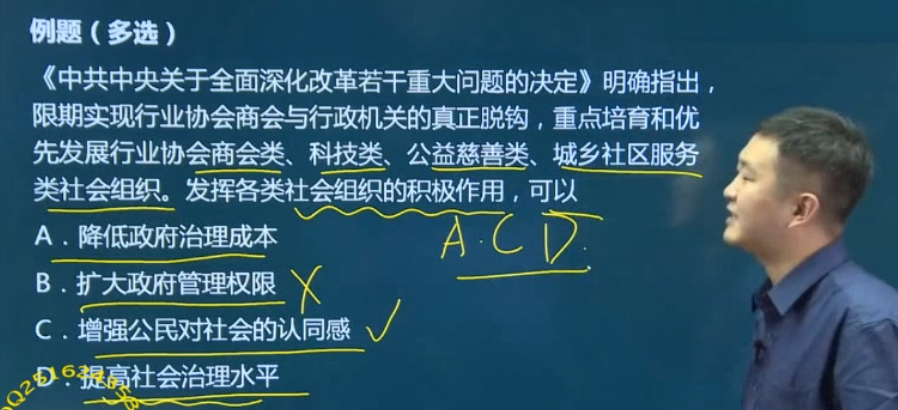 例题（多选）
《中共中央关于全面深化改革若干重大问题的决定》明确指出，
限期实现行业协会商会与行政机关的真正脱钩，重点培育和优
先发展行业协会商会类、科技类、公益慈善类、城乡社区服务
类社会组织。发挥各类社会组织的积极作用，可以
A．降低政府治理成本
A.CD.
B．扩大政府管理权限
C．增强公民对社会的认同感
D．提高社会治理水平